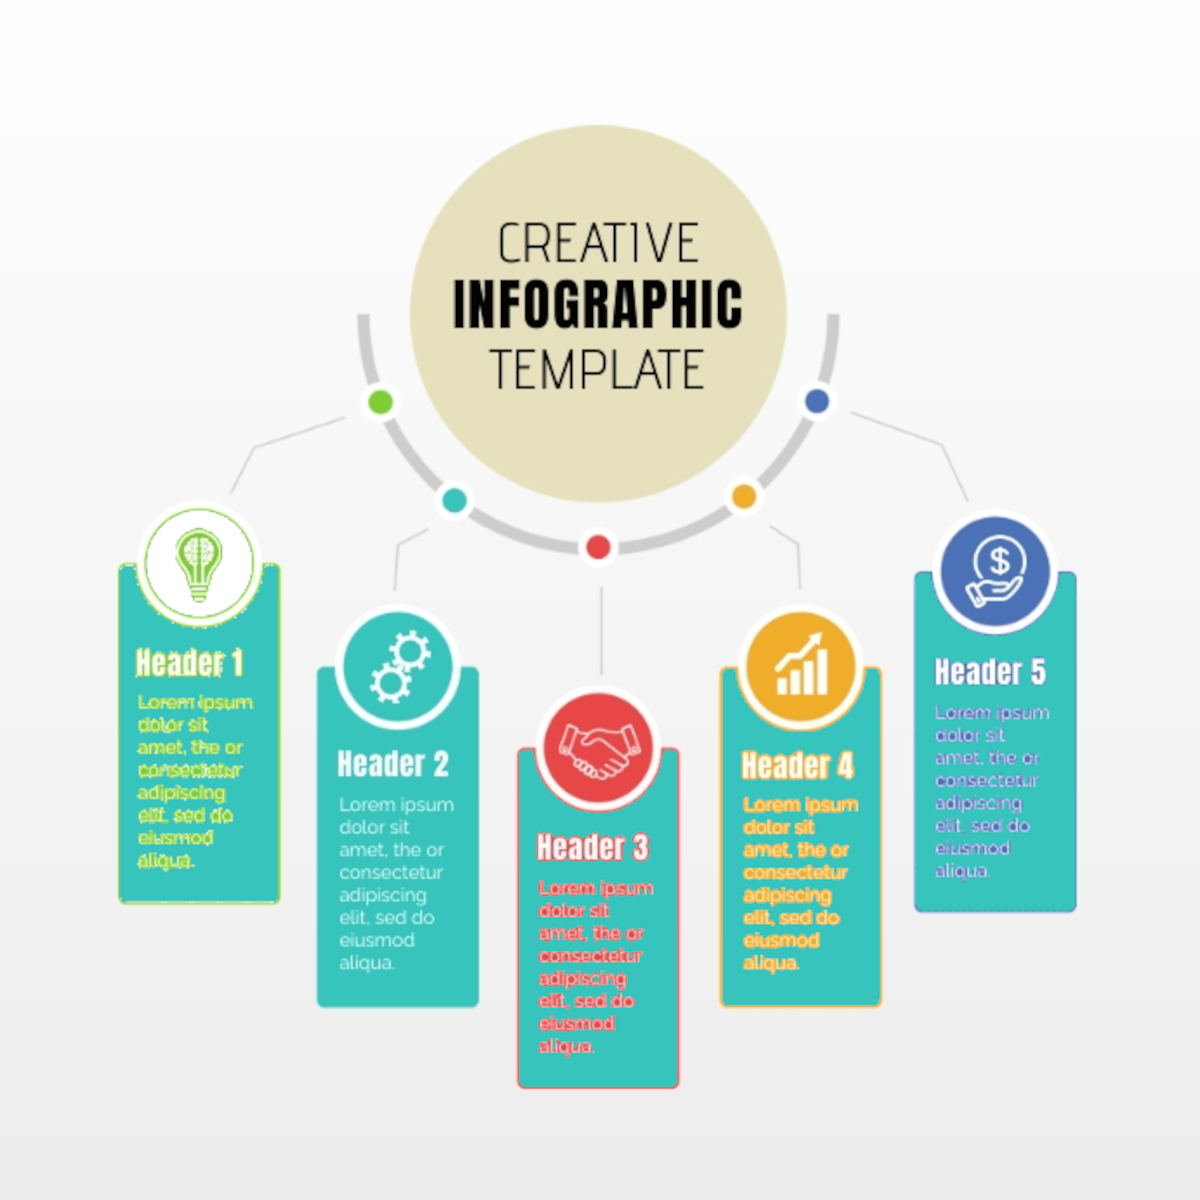 CREATIVE
INFOGRAPHIC
TEMPLATE
$
Header 1
Lorem ipsum
dolor sit
amet, the or
consectetur
adipiscing
elit, sed do
eiusmod
aliqua.
Header 2
Lorem ipsum
dolor sit
amet, the or
consectetur
adipiscing
elit, sed do
eiusmod
aliqua.
Header 3
Lorem ipsum
dolor sit
amet, the or
consectetur
adipiscing
elit, sed do
eiusmod
aliqua.
Header 4
Lorem ipsum
dolor sit
amet, the or
consectetur
adipiscing
elit, sed do
eiusmod
aliqua.
Header 5
Lorem ipsum
dolor sit
amet, the or
consectetur
adipiscing
elit, sed do
eiusmod
aliqua.